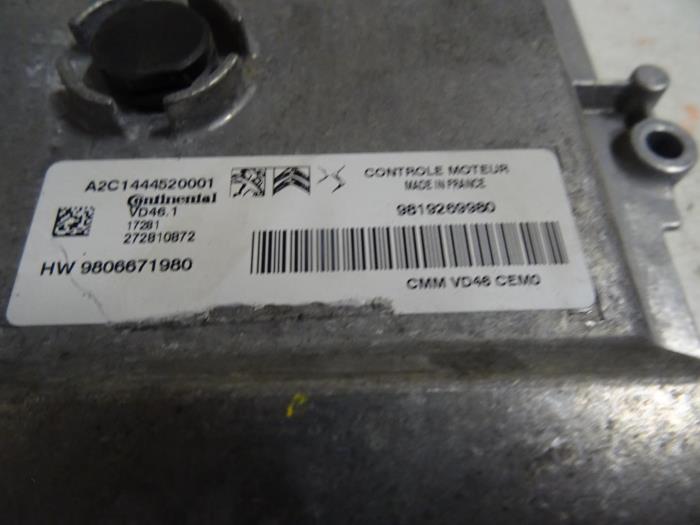 A2C1444520001
Continental
VD46.1
17281
272810872
HW 9806671980
CONTROLE MOTEUR
MADE IN FRANCE
9819269980
CMM VD46 CEM0